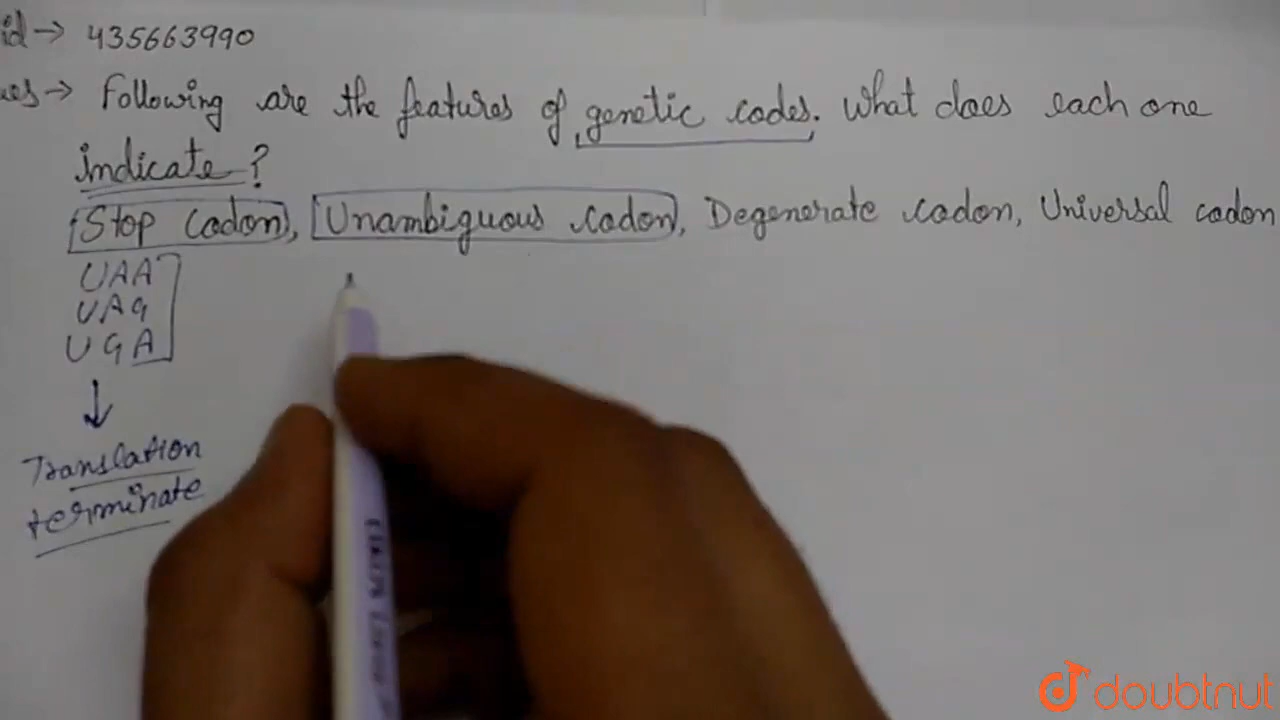 id → 435663990
ues → Following are the features of genetic codes. What does each one
indicate?
Stop codon, Unambiguous codon, Degenerate codon, Universal codon
UAA
UAG
UGA
↓
Translation
terminate
doubtnut